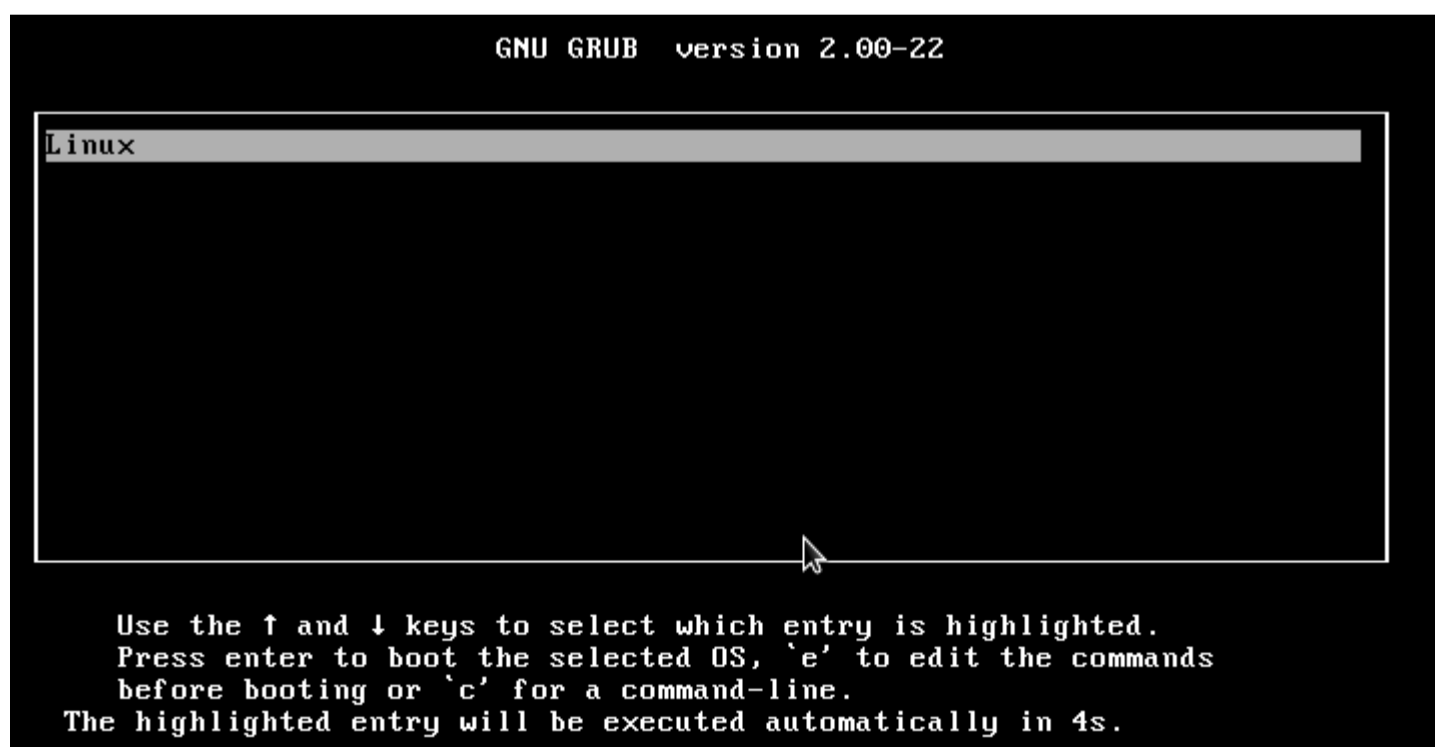 GNU GRUB  version 2.00-22
Linux
Use the ↑ and ↓ keys to select which entry is highlighted.
Press enter to boot the selected OS, `e' to edit the commands
before booting or `c' for a command-line.
The highlighted entry will be executed automatically in 4s.